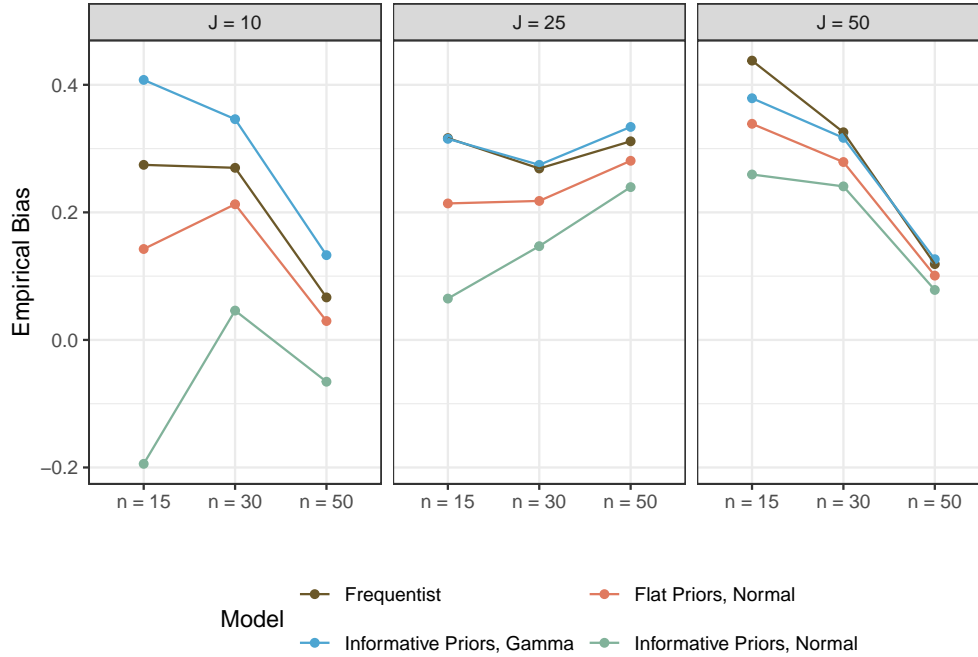 J = 10 J = 25 J = 50
Empirical Bias
0.4
0.2
0.0
−0.2
n = 15 n = 30 n = 50 n = 15 n = 30 n = 50 n = 15 n = 30 n = 50
Model
Frequentist Flat Priors, Normal
Informative Priors, Gamma Informative Priors, Normal